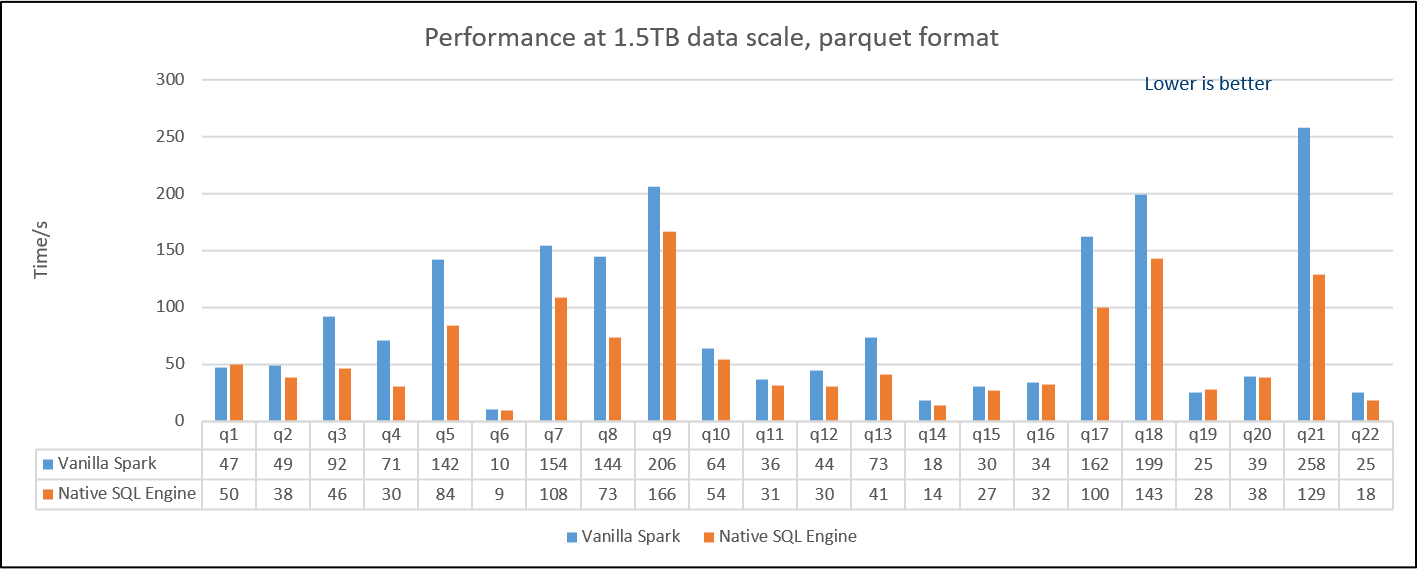 Performance at 1.5TB data scale, parquet format
Lower is better
Time/s
300
250
200
150
100
50
0
q1 q2 q3 q4 q5 q6 q7 q8 q9 q10 q11 q12 q13 q14 q15 q16 q17 q18 q19 q20 q21 q22
Vanilla Spark 47 49 92 71 142 10 154 144 206 64 36 44 73 18 30 34 162 199 25 39 258 25
Native SQL Engine 50 38 46 30 84 9 108 73 166 54 31 30 41 14 27 32 100 143 28 38 129 18
Vanilla Spark Native SQL Engine